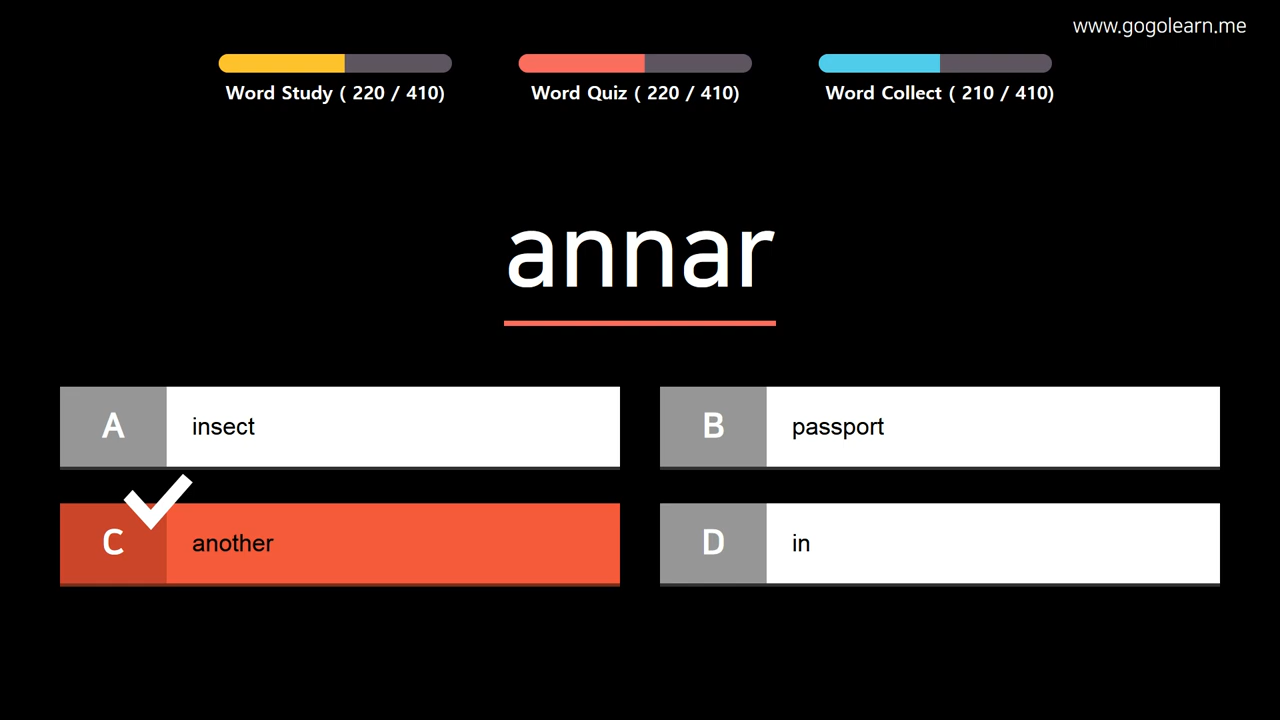 www.gogolearn.me
Word Study ( 220 / 410)
Word Quiz ( 220 / 410)
Word Collect ( 210 / 410)
annar
A insect
B passport
C another
D in